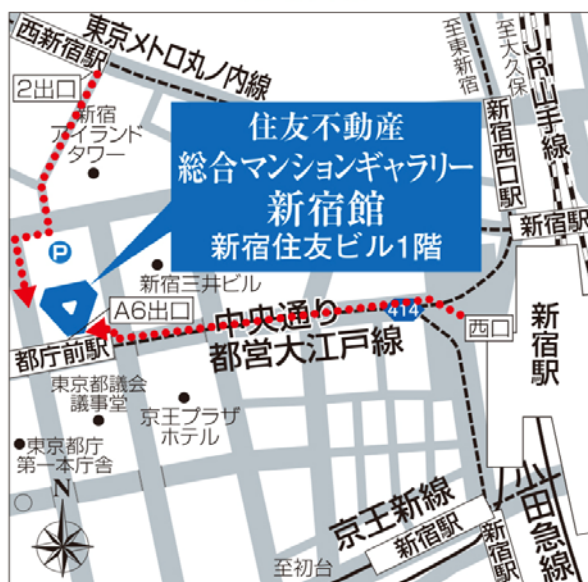 西新宿駅
東京メトロ丸ノ内線
2出口
新宿
アイランド
タワー
至東新宿
至大久保
JR山手線
新宿西口駅
住友不動産
総合マンションギャラリー
新宿館
新宿住友ビル1階
新宿駅
P
新宿三井ビル
A6出口
中央通り
414
西口
新宿駅
都庁前駅
都営大江戸線
東京都議会
議事堂
京王プラザ
ホテル
東京都庁
第一本庁舎
N
京王新線
新宿駅
新宿駅
小田急線
至初台